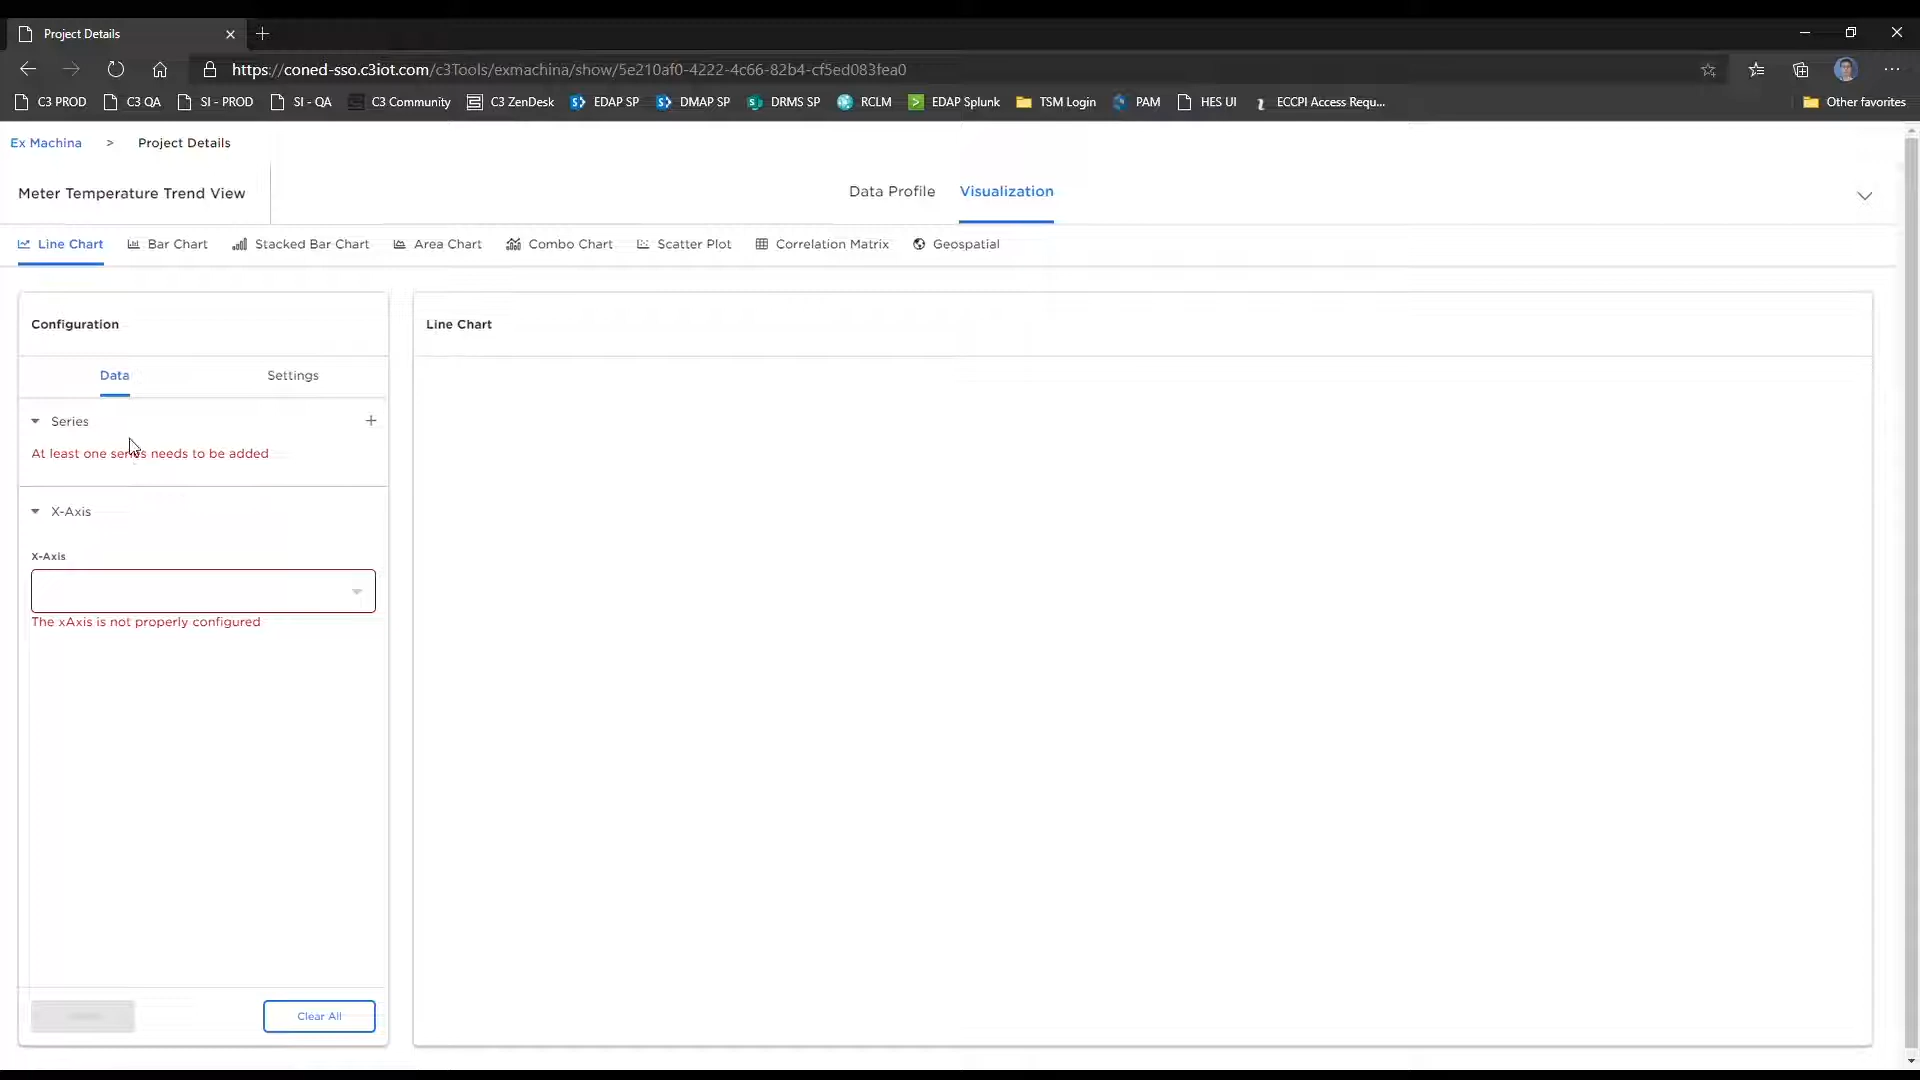 Project Details
https://coned-sso.c3iot.com/c3Tools/exmachina/show/5e210af0-4222-4c66-82b4-cf5ed083fea0
C3 PROD C3 QA SI - PROD SI - QA C3 Community C3 ZenDesk EDAP SP DMAP SP DRMS SP RCLM EDAP Splunk TSM Login PAM HES UI ECCPI Access Requ... Other favorites
Ex Machina > Project Details
Meter Temperature Trend View Data Profile Visualization
Line Chart Bar Chart Stacked Bar Chart Area Chart Combo Chart Scatter Plot Correlation Matrix Geospatial
Configuration
Line Chart
Data Settings
Series +
At least one series needs to be added
X-Axis
X-Axis
The xAxis is not properly configured
Clear All